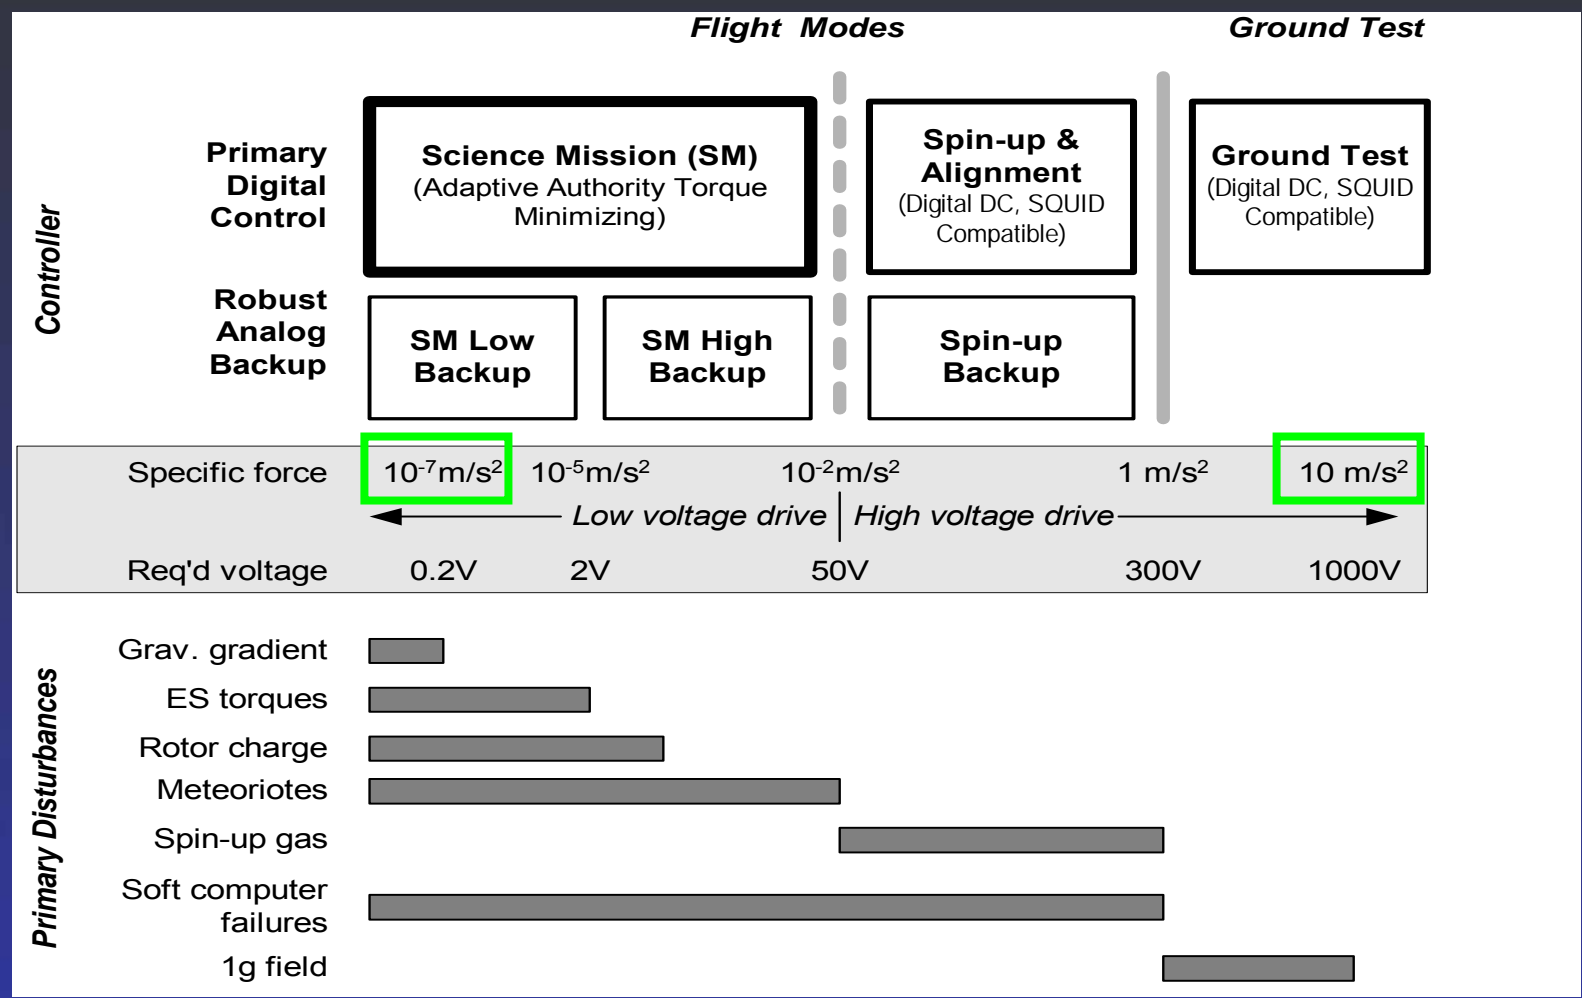 Flight Modes
Ground Test
Controller
Primary
Digital
Control
Science Mission (SM)
(Adaptive Authority Torque
Minimizing)
Spin-up &
Alignment
(Digital DC, SQUID
Compatible)
Ground Test
(Digital DC, SQUID
Compatible)
Robust
Analog
Backup
SM Low
Backup
SM High
Backup
Spin-up
Backup
Specific force 10⁻⁷m/s² 10⁻⁵m/s² 10⁻²m/s² 1 m/s² 10 m/s²
Low voltage drive High voltage drive
Req'd voltage 0.2V 2V 50V 300V 1000V
Primary Disturbances
Grav. gradient
ES torques
Rotor charge
Meteoriotes
Spin-up gas
Soft computer
failures
1g field